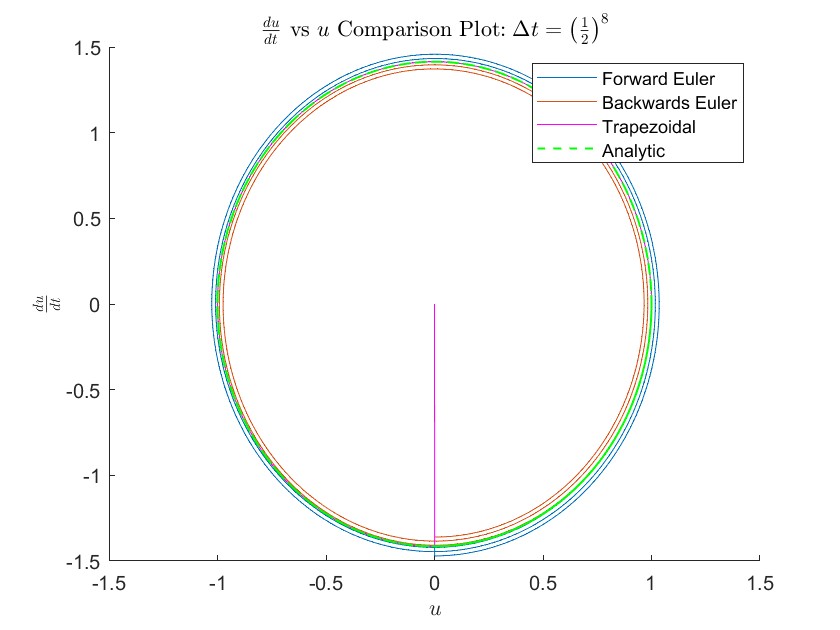 du/dt vs u Comparison Plot: Δt = (1/2)^8
1.5
Forward Euler
Backwards Euler
Trapezoidal
Analytic
1
0.5
du/dt
0
-0.5
-1
-1.5
-1.5 -1 -0.5 0 0.5 1 1.5
u